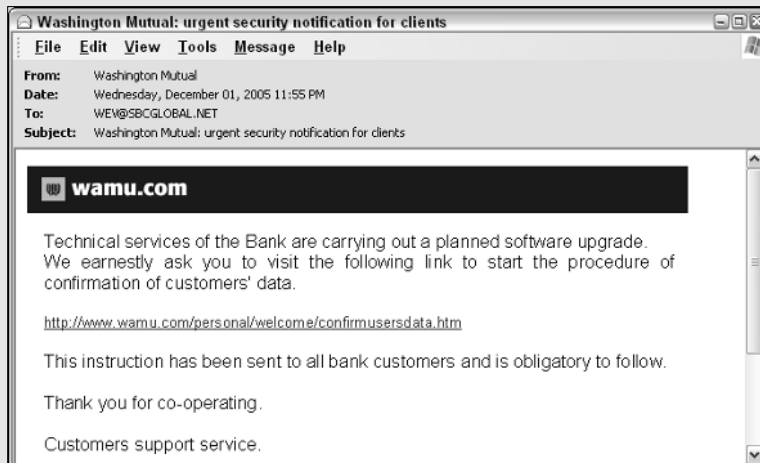 Washington Mutual: urgent security notification for clients
File Edit View Tools Message Help
From: Washington Mutual
Date: Wednesday, December 01, 2005 11:55 PM
To: WEV@SBCGLOBAL.NET
Subject: Washington Mutual: urgent security notification for clients
wamu.com
Technical services of the Bank are carrying out a planned software upgrade.
We earnestly ask you to visit the following link to start the procedure of
confirmation of customers' data.
http://www.wamu.com/personal/welcome/confirmusersdata.htm
This instruction has been sent to all bank customers and is obligatory to follow.
Thank you for co-operating.
Customers support service.